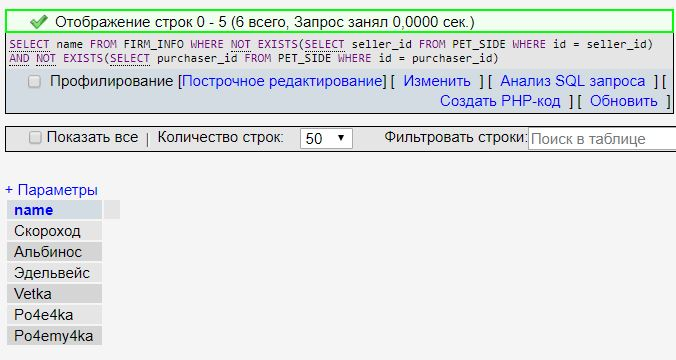 Отображение строк 0 - 5 (6 всего, Запрос занял 0,0000 сек.)
SELECT name FROM FIRM_INFO WHERE NOT EXISTS(SELECT seller_id FROM PET_SIDE WHERE id = seller_id)
AND NOT EXISTS(SELECT purchaser_id FROM PET_SIDE WHERE id = purchaser_id)
Профилирование [Построчное редактирование] [ Изменить ] [ Анализ SQL запроса ] [
Создать PHP-код ] [ Обновить ]
Показать все | Количество строк: 50 Фильтровать строки: Поиск в таблице
+ Параметры
name
Скороход
Альбинос
Эдельвейс
Vetka
Po4e4ka
Po4emy4ka